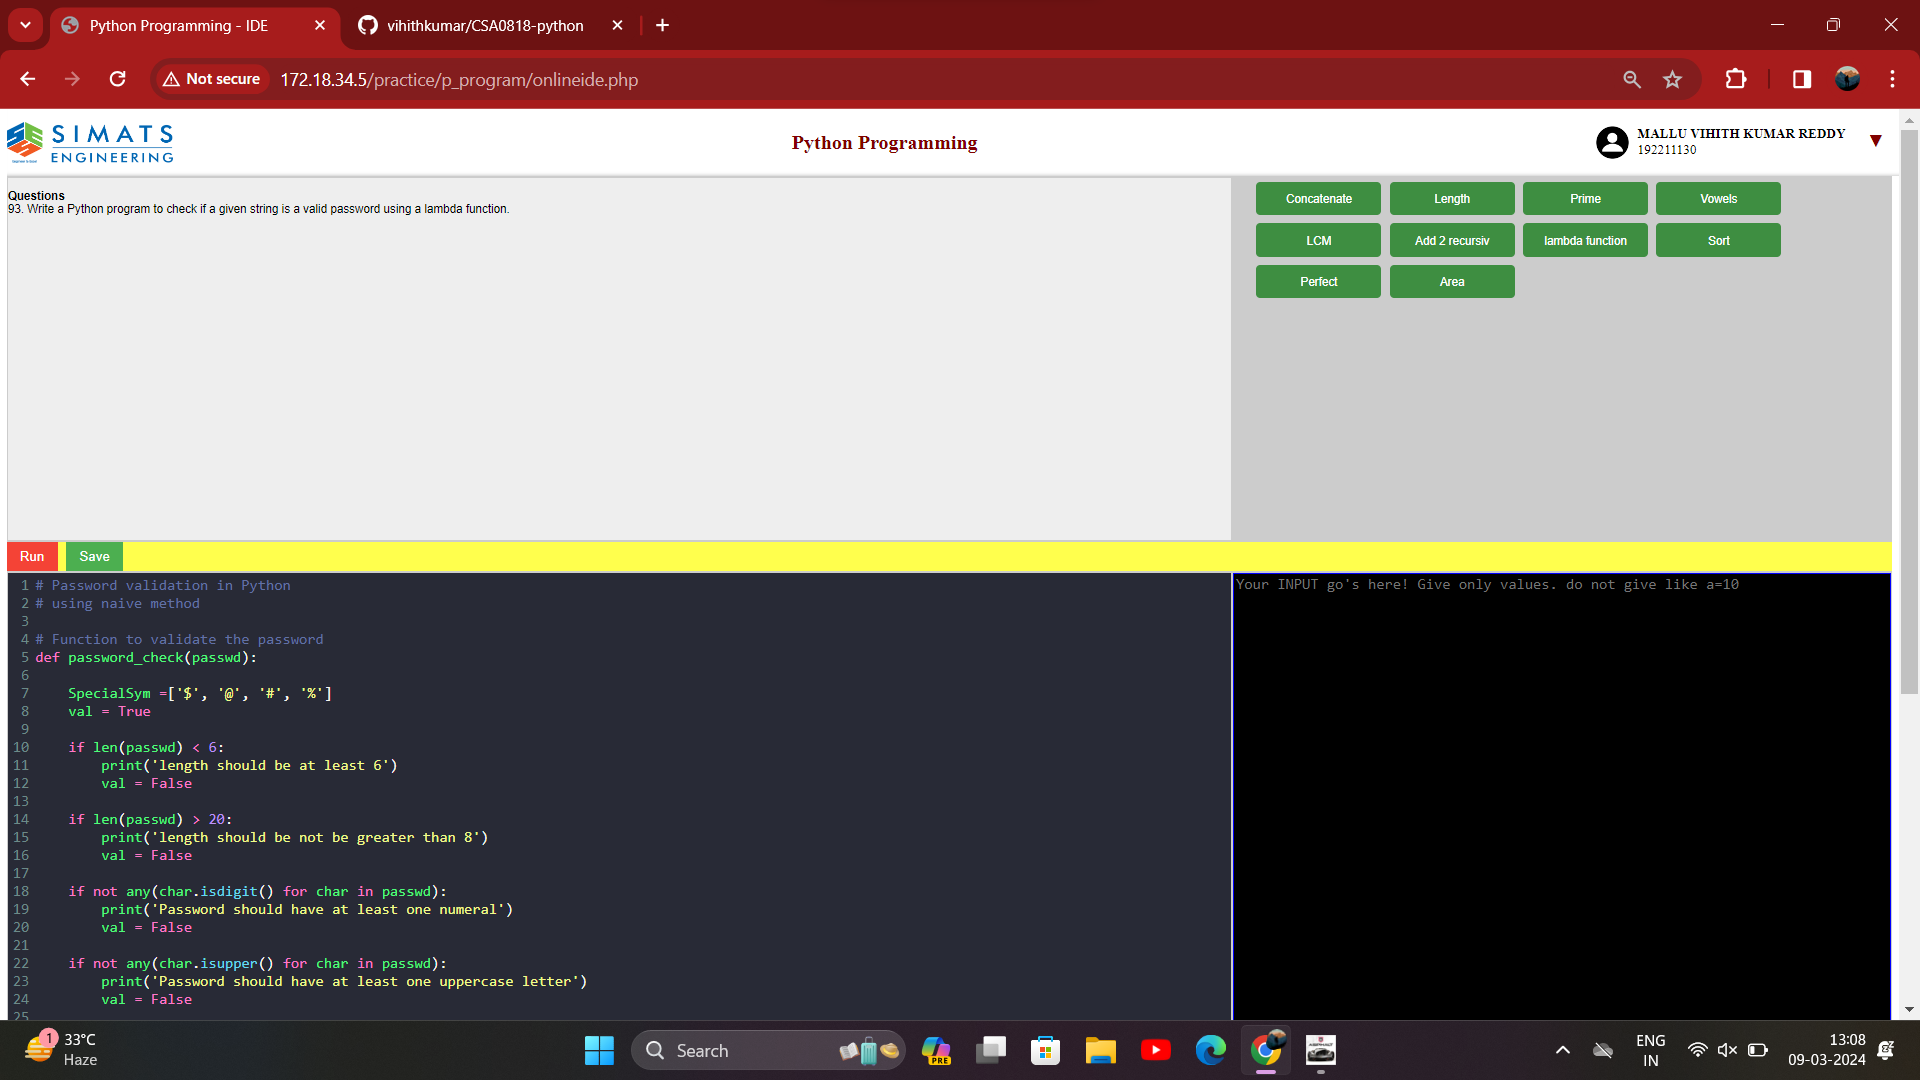 Python Programming - IDE
vihithkumar/CSA0818-python
Not secure
172.18.34.5/practice/p_program/onlineide.php
SIMATS
ENGINEERING
Python Programming
MALLU VIHITH KUMAR REDDY
192211130
Questions
93. Write a Python program to check if a given string is a valid password using a lambda function.
Concatenate
Length
Prime
Vowels
LCM
Add 2 recursiv
lambda function
Sort
Perfect
Area
Run
Save
1 # Password validation in Python
2 # using naive method
3
4 # Function to validate the password
5 def password_check(passwd):
6
7     SpecialSym =['$', '@', '#', '%']
8     val = True
9
10     if len(passwd) < 6:
11         print('length should be at least 6')
12         val = False
13
14     if len(passwd) > 20:
15         print('length should be not be greater than 8')
16         val = False
17
18     if not any(char.isdigit() for char in passwd):
19         print('Password should have at least one numeral')
20         val = False
21
22     if not any(char.isupper() for char in passwd):
23         print('Password should have at least one uppercase letter')
24         val = False
25
Your INPUT go's here! Give only values. do not give like a=10
1
33°C
Haze
Search
PRE
ENG
IN
13:08
09-03-2024